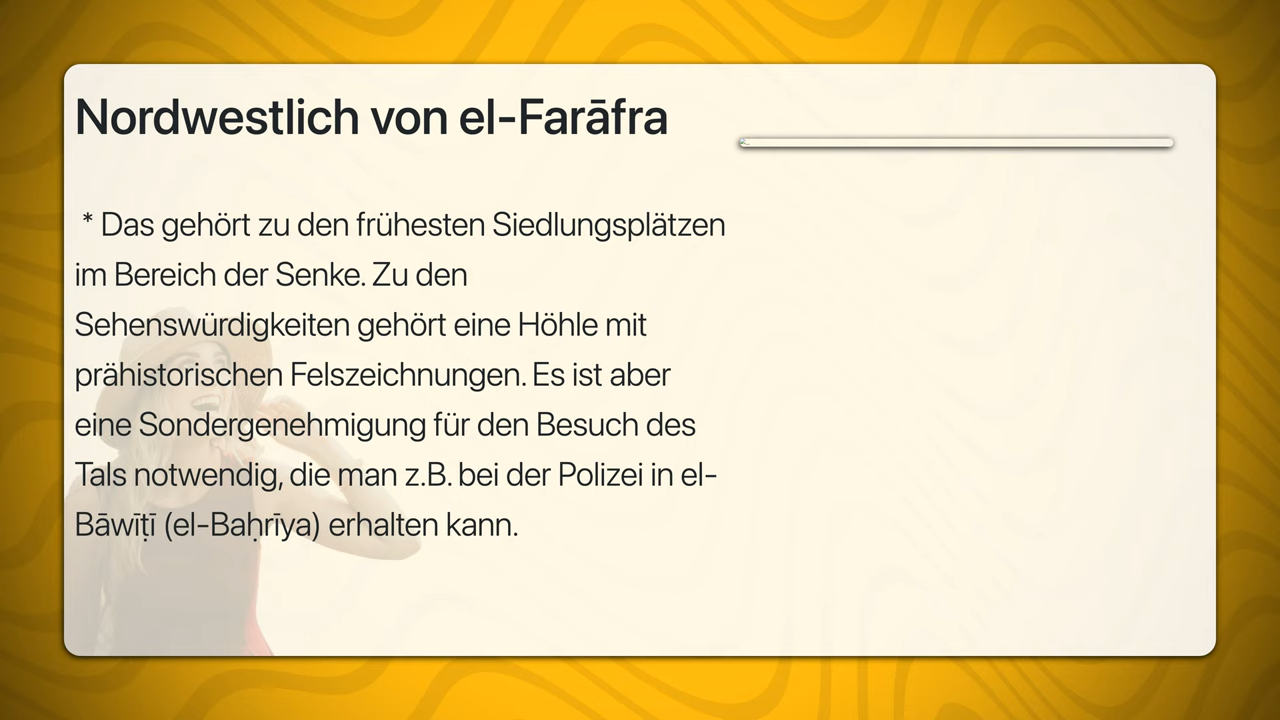 Nordwestlich von el-Farāfra
* Das gehört zu den frühesten Siedlungsplätzen
im Bereich der Senke. Zu den
Sehenswürdigkeiten gehört eine Höhle mit
prähistorischen Felszeichnungen. Es ist aber
eine Sondergenehmigung für den Besuch des
Tals notwendig, die man z.B. bei der Polizei in el-
Bāwīṭī (el-Baḥrīya) erhalten kann.